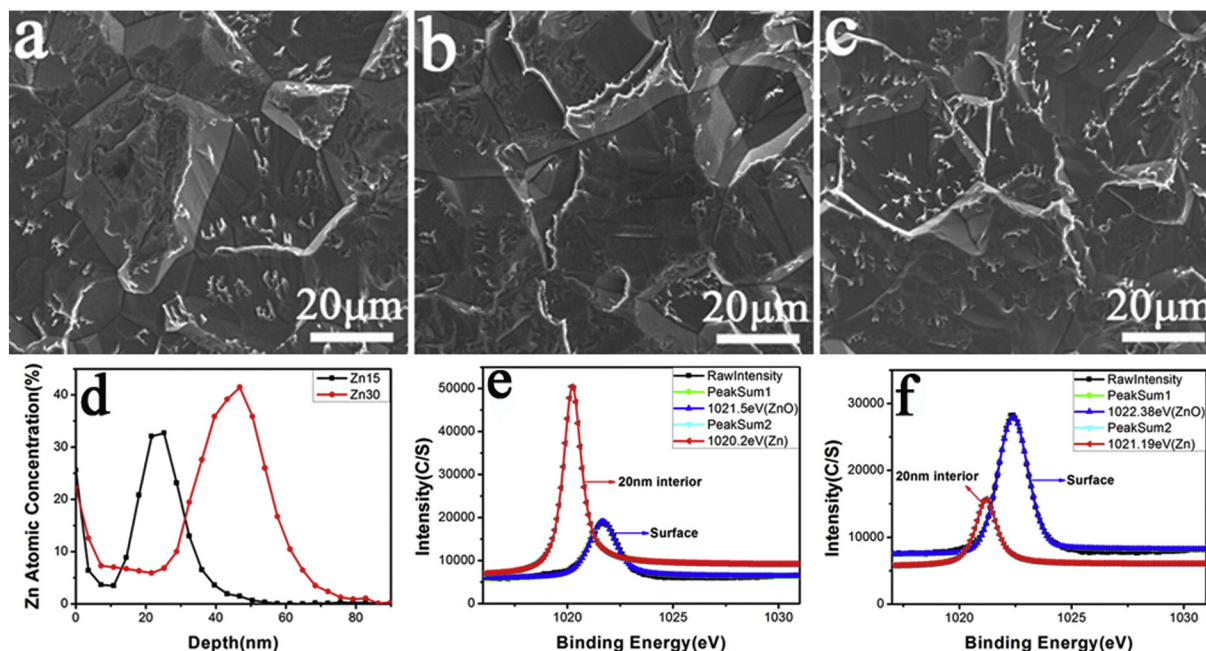 a
20μm
b
20μm
c
20μm
d
Zn15
Zn30
Zn Atomic Concentration(%)
40
30
20
10
0
0 20 40 60 80
Depth(nm)
e
RawIntensity
PeakSum1
1021.5eV(ZnO)
PeakSum2
1020.2eV(Zn)
20nm interior
Surface
Intensity(C/S)
50000
40000
30000
20000
10000
0
1020 1025 1030
Binding Energy(eV)
f
RawIntensity
PeakSum1
1022.38eV(ZnO)
PeakSum2
1021.19eV(Zn)
20nm interior
Surface
Intensity(C/S)
30000
20000
10000
0
1020 1025 1030
Binding Energy(eV)